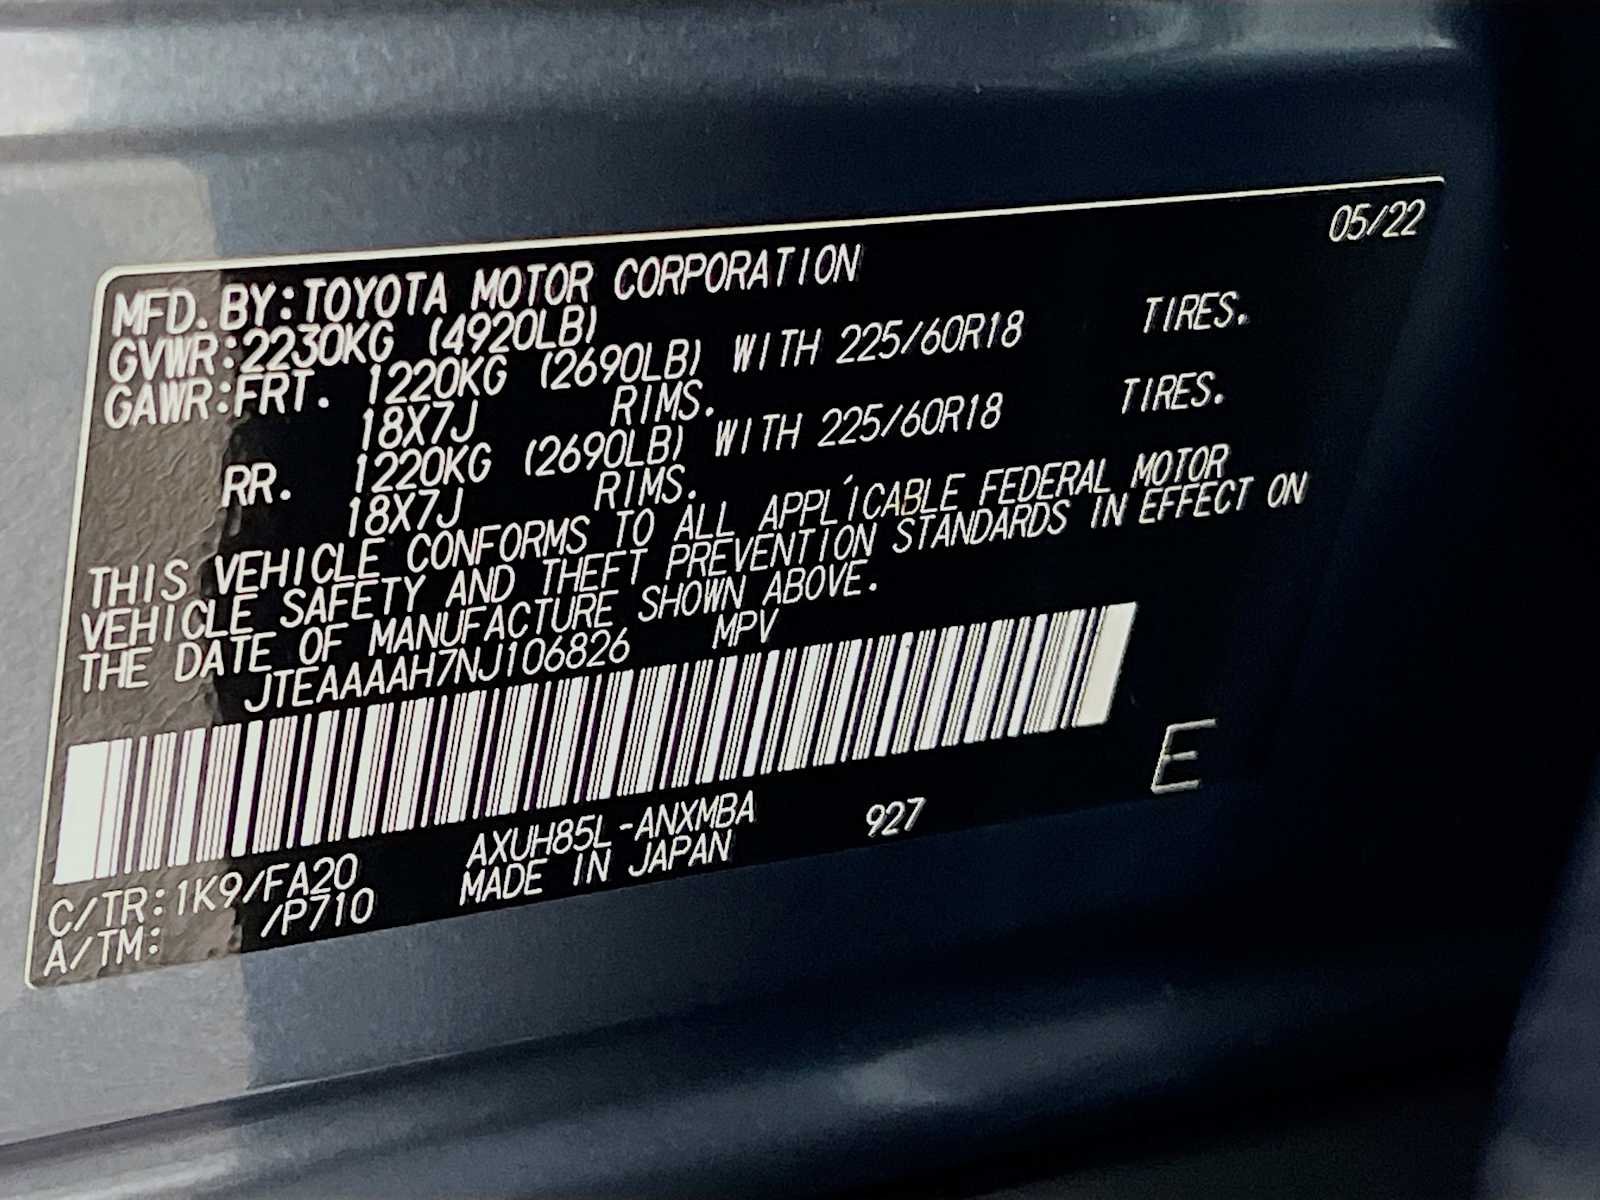 05/22
MFD. BY:TOYOTA MOTOR CORPORATION
GVWR:2230KG (4920LB)
GAWR:FRT. 1220KG (2690LB) WITH 225/60R18 TIRES.
18X7J RIMS.
RR. 1220KG (2690LB) WITH 225/60R18 TIRES.
18X7J RIMS.
THIS VEHICLE CONFORMS TO ALL APPLICABLE FEDERAL MOTOR
VEHICLE SAFETY AND THEFT PREVENTION STANDARDS IN EFFECT ON
THE DATE OF MANUFACTURE SHOWN ABOVE.
JTEAAAAH7NJ106826 MPV
E
C/TR:1K9/FA20 AXUH85L-ANXMBA 927
A/TM: /P710 MADE IN JAPAN